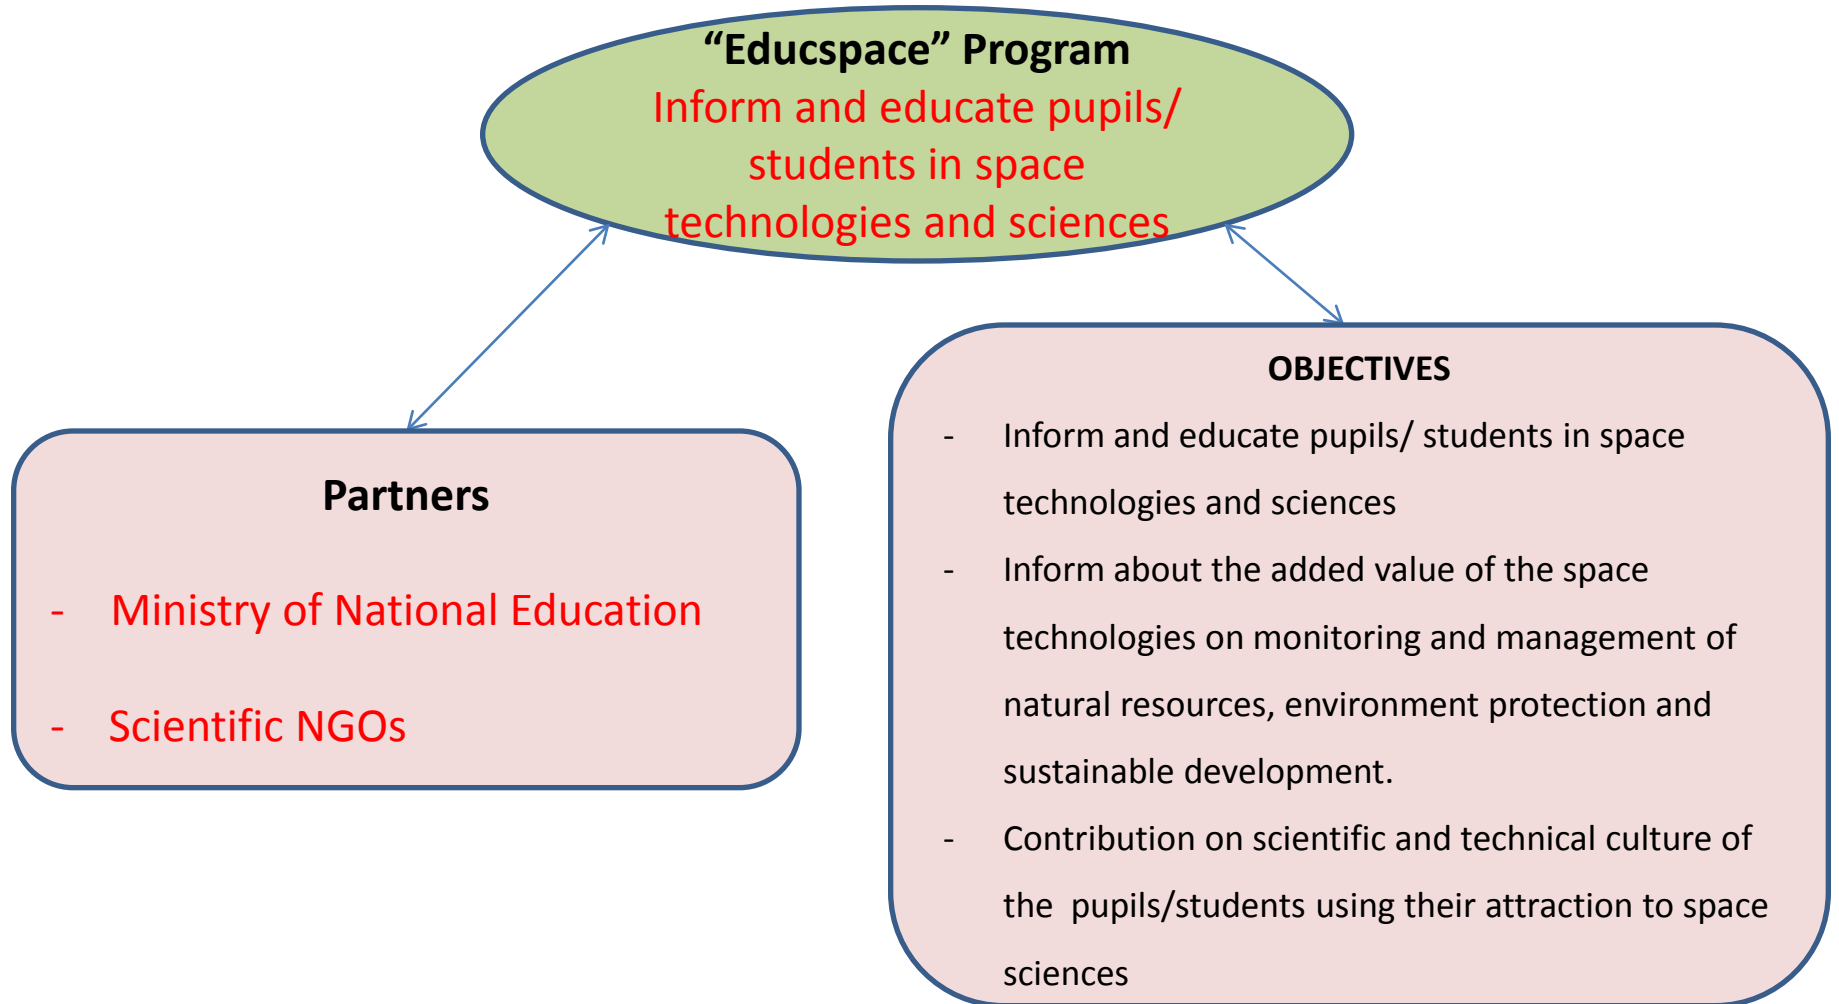 “Educspace” Program
Inform and educate pupils/
students in space
technologies and sciences
Partners
- Ministry of National Education
- Scientific NGOs
OBJECTIVES
- Inform and educate pupils/ students in space
technologies and sciences
- Inform about the added value of the space
technologies on monitoring and management of
natural resources, environment protection and
sustainable development.
- Contribution on scientific and technical culture of
the pupils/students using their attraction to space
sciences